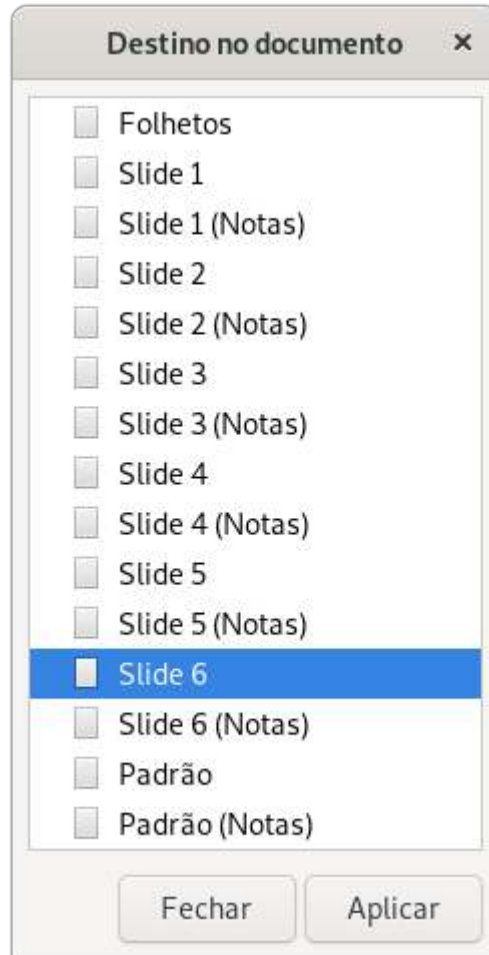 Destino no documento
Folhetos
Slide 1
Slide 1 (Notas)
Slide 2
Slide 2 (Notas)
Slide 3
Slide 3 (Notas)
Slide 4
Slide 4 (Notas)
Slide 5
Slide 5 (Notas)
Slide 6
Slide 6 (Notas)
Padrão
Padrão (Notas)
Fechar Aplicar